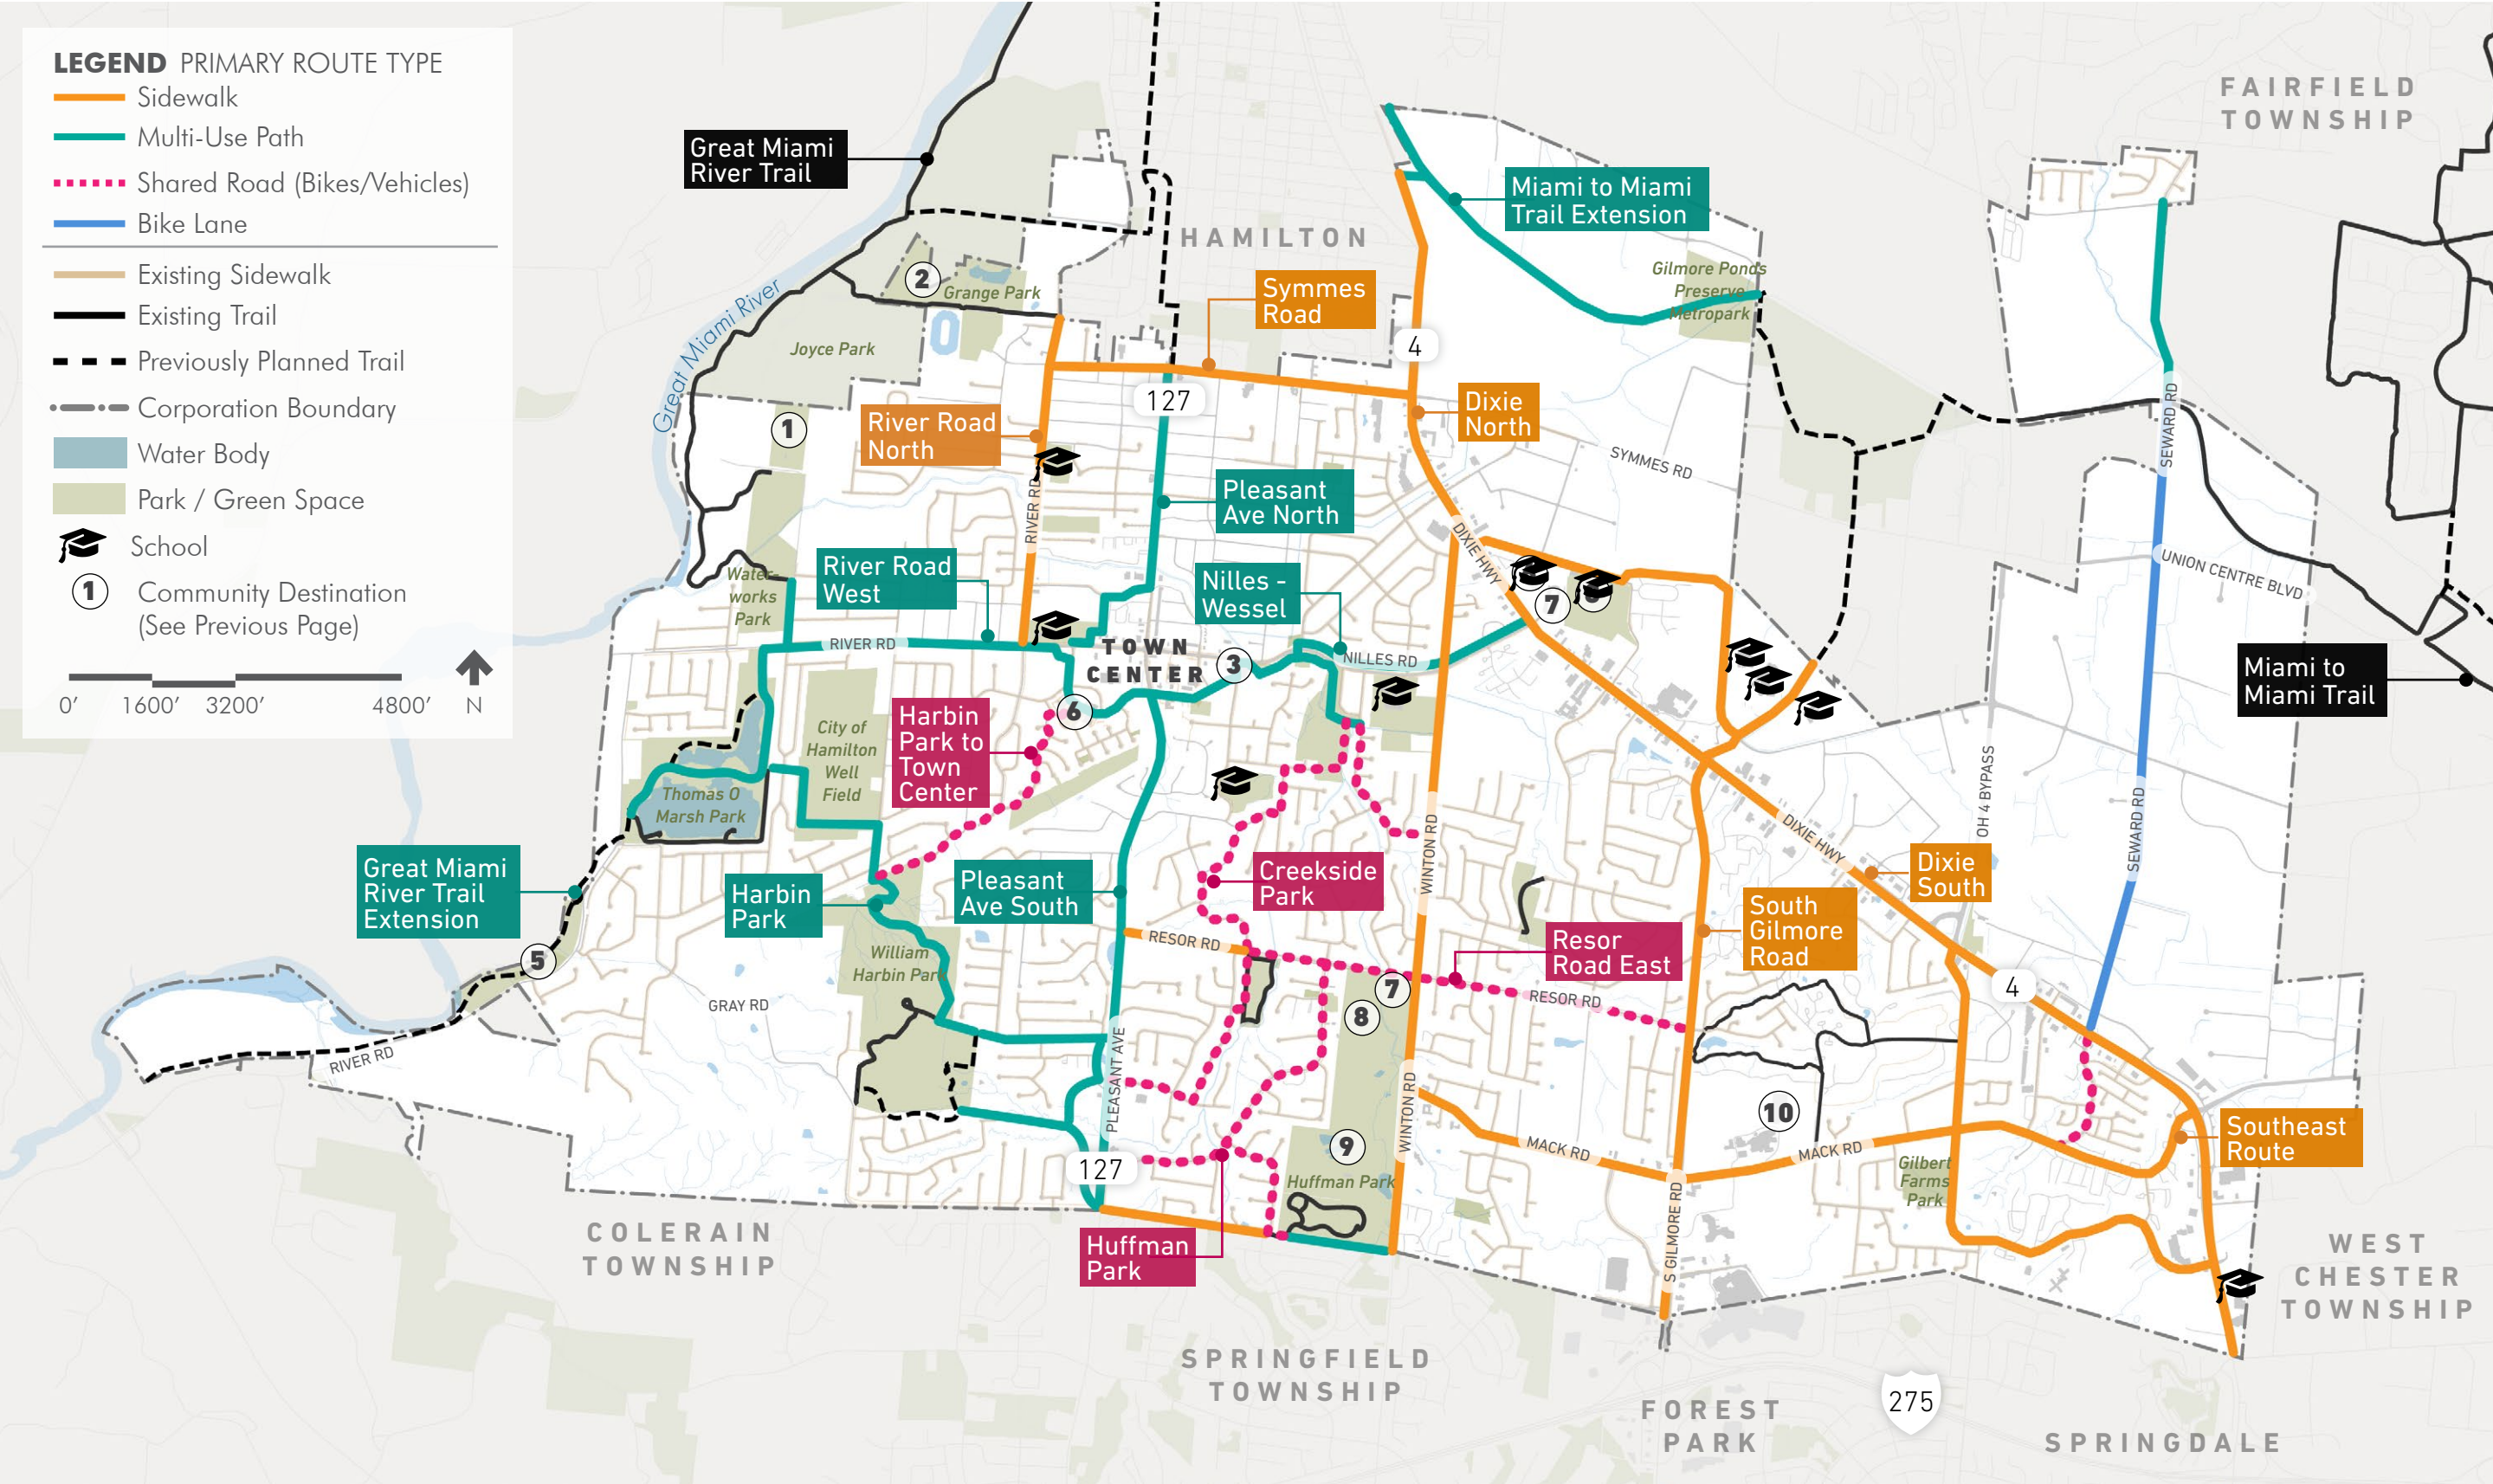 LEGEND PRIMARY ROUTE TYPE
Sidewalk
Multi-Use Path
Shared Road (Bikes/Vehicles)
Bike Lane
Existing Sidewalk
Existing Trail
Previously Planned Trail
Corporation Boundary
Water Body
Park / Green Space
School
1
Community Destination
(See Previous Page)
0' 1600' 3200' 4800' N
Great Miami
River Trail
HAMILTON
Miami to Miami
Trail Extension
FAIRFIELD
TOWNSHIP
Great Miami River
2
Grange Park
Joyce Park
Symmes
Road
4
Gilmore Ponds
Preserve
Metropark
127
1
River Road
North
Dixie
North
RIVER RD
SYMMES RD
SEWARD RD
Pleasant
Ave North
DIXIE HWY
Water-
works
Park
River Road
West
Nilles -
Wessel
7
UNION CENTRE BLVD
RIVER RD
TOWN
CENTER
3
NILLES RD
Miami to
Miami Trail
6
Harbin
Park to
Town
Center
City of
Hamilton
Well
Field
Thomas O
Marsh Park
OH 4 BYPASS
SEWARD RD
DIXIE HWY
WINTON RD
Great Miami
River Trail
Extension
Harbin
Park
Pleasant
Ave South
Creekside
Park
Dixie
South
South
Gilmore
Road
RESOR RD
Resor
Road East
5
William
Harbin Park
7
4
GRAY RD
8
RESOR RD
RIVER RD
PLEASANT AVE
WINTON RD
10
9
MACK RD
MACK RD
Southeast
Route
127
Huffman Park
Gilbert
Farms
Park
S GILMORE RD
COLERAIN
TOWNSHIP
Huffman
Park
WEST
CHESTER
TOWNSHIP
SPRINGFIELD
TOWNSHIP
FOREST
PARK
275
SPRINGDALE